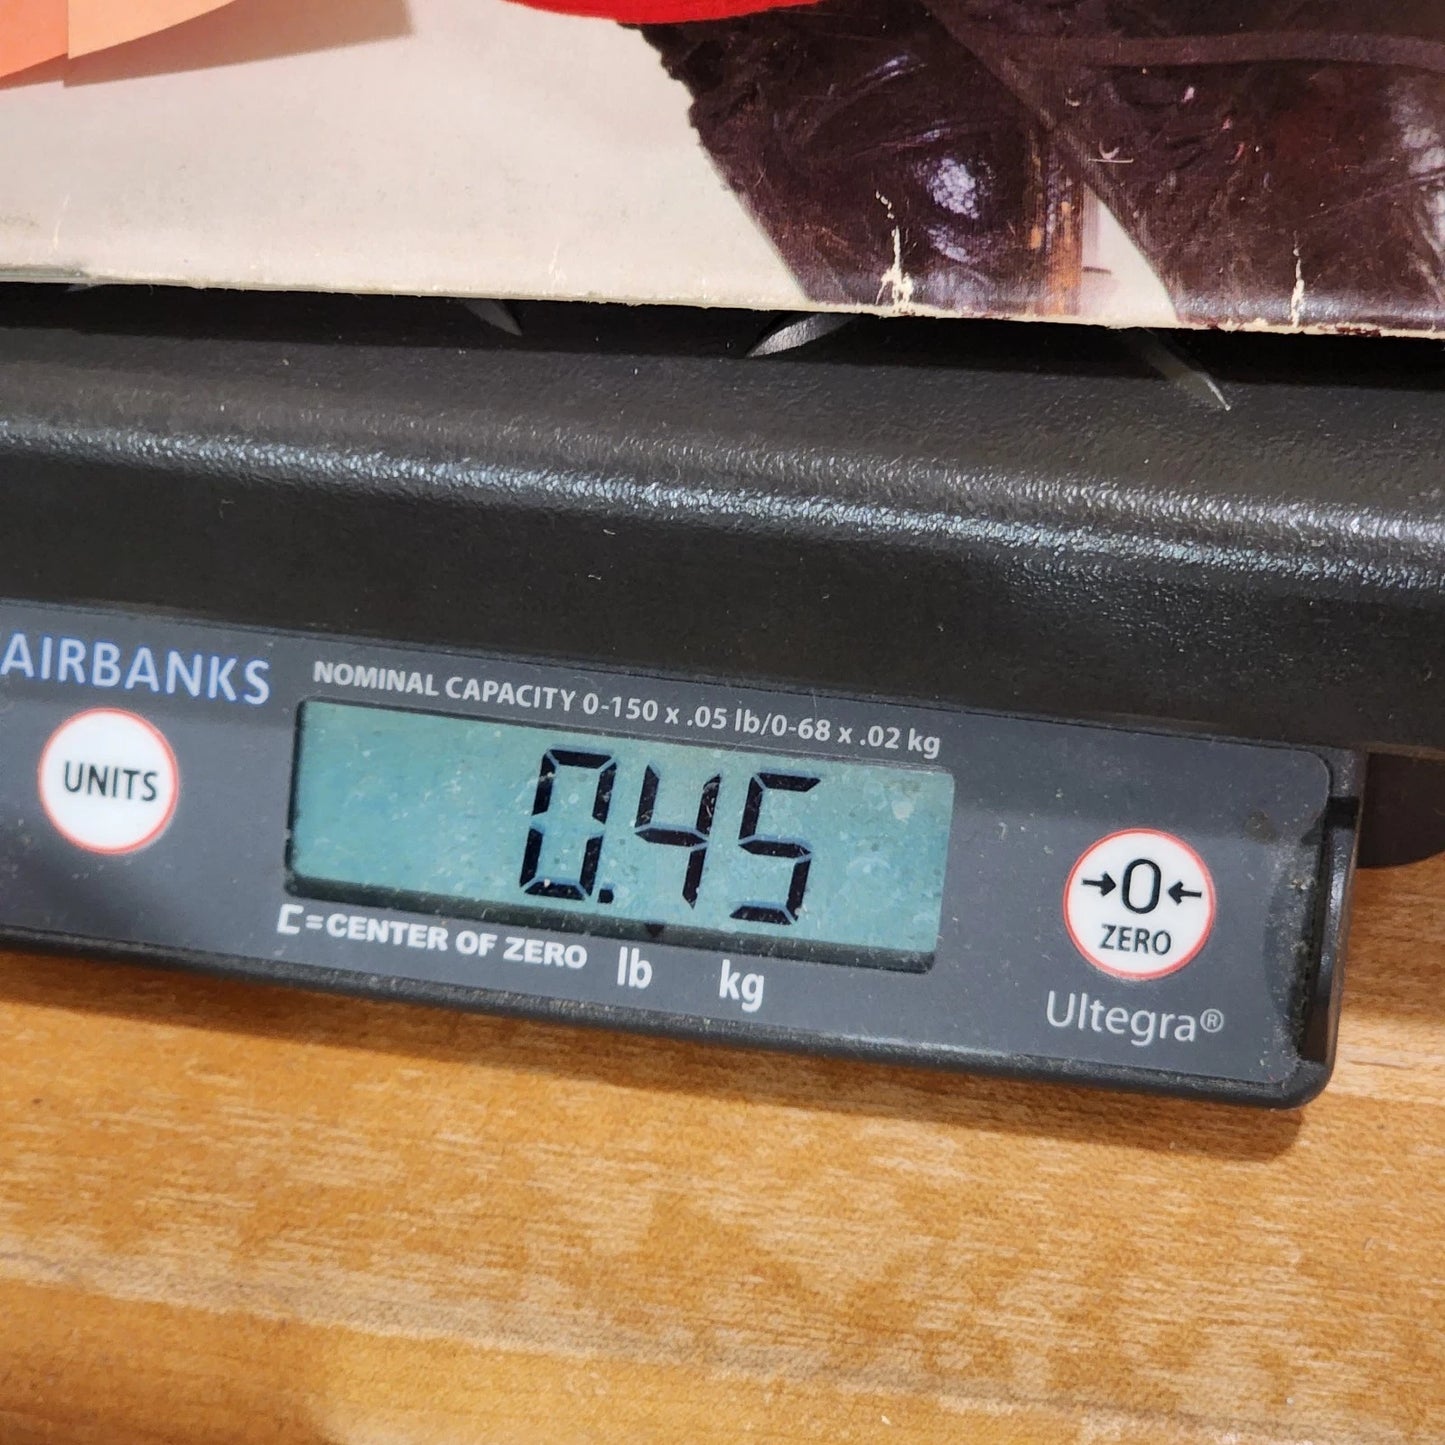 AIRBANKS
NOMINAL CAPACITY 0-150 x .05 lb/0-68 x .02 kg
UNITS
0.45
→0←
ZERO
⊏=CENTER OF ZERO lb kg
Ultegra®